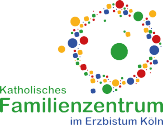 Katholisches
Familienzentrum
im Erzbistum Köln